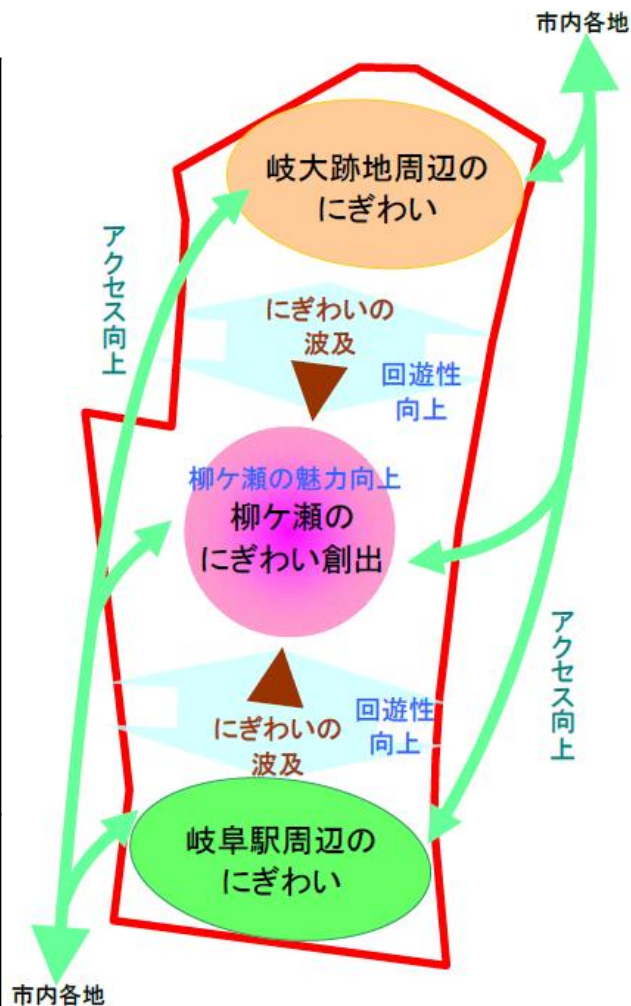 市内各地
岐大跡地周辺の
にぎわい
アクセス向上
にぎわいの
波及
回遊性
向上
柳ケ瀬の魅力向上
柳ケ瀬の
にぎわい創出
アクセス向上
にぎわいの
波及
回遊性
向上
岐阜駅周辺の
にぎわい
市内各地